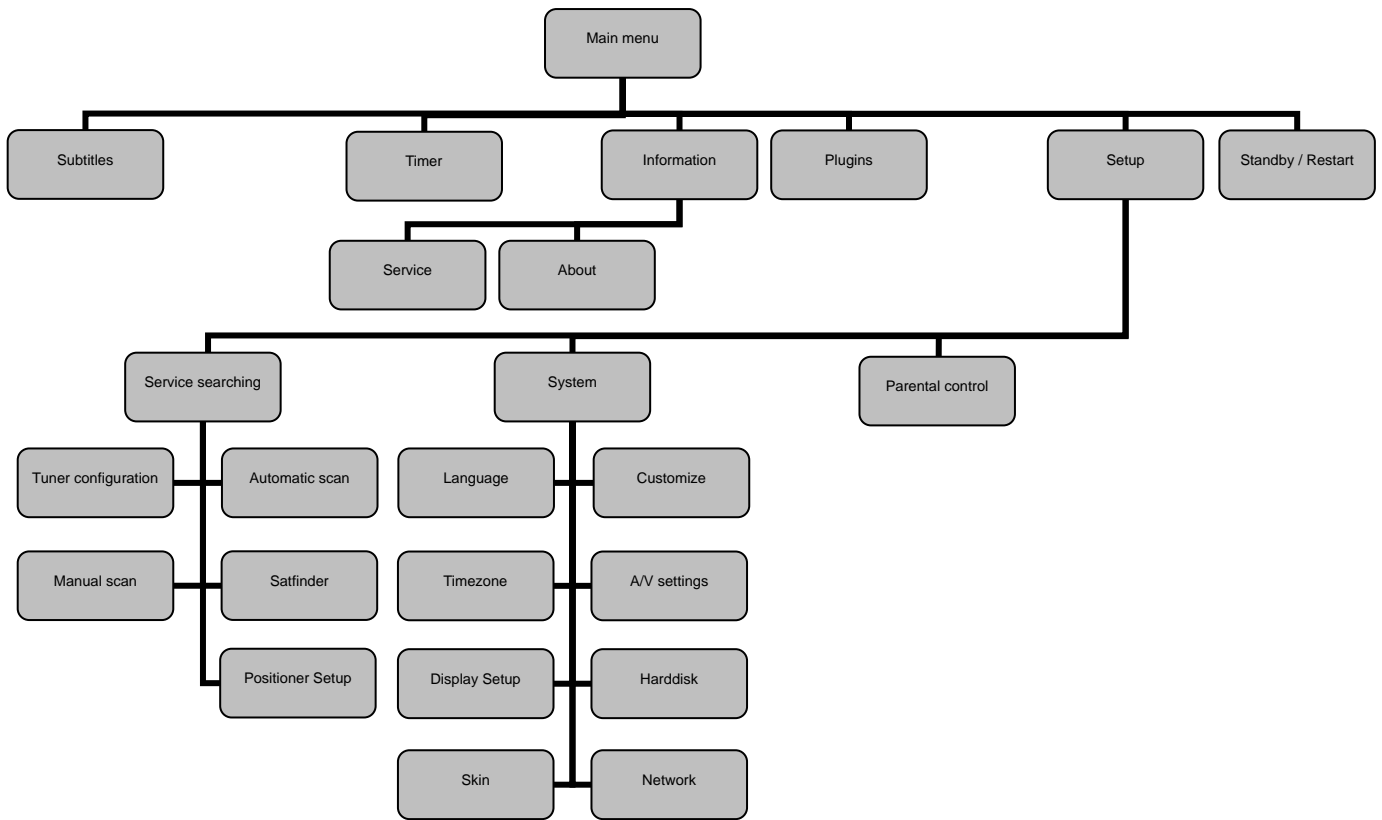 Main menu
Subtitles
Timer
Information
Plugins
Setup
Standby / Restart
Service
About
Service searching
System
Parental control
Tuner configuration
Automatic scan
Language
Customize
Manual scan
Satfinder
Timezone
A/V settings
Positioner Setup
Display Setup
Harddisk
Skin
Network